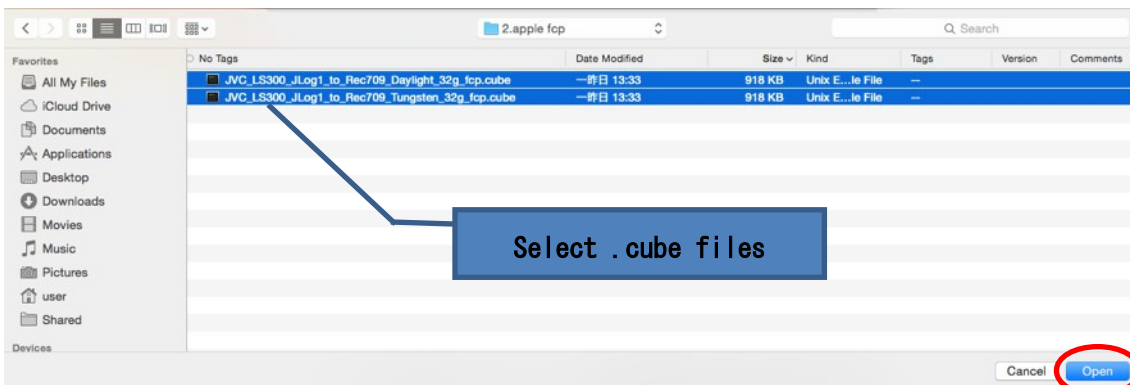 2.apple fcp
Search
Favorites
No Tags Date Modified Size Kind Tags Version Comments
All My Files
JVC_LS300_JLog1_to_Rec709_Daylight_32g_fcp.cube 一昨日 13:33 918 KB Unix E...le File --
JVC_LS300_JLog1_to_Rec709_Tungsten_32g_fcp.cube 一昨日 13:33 918 KB Unix E...le File --
iCloud Drive
Documents
Applications
Desktop
Downloads
Movies
Music
Pictures
user
Shared
Devices
Select .cube files
Cancel Open